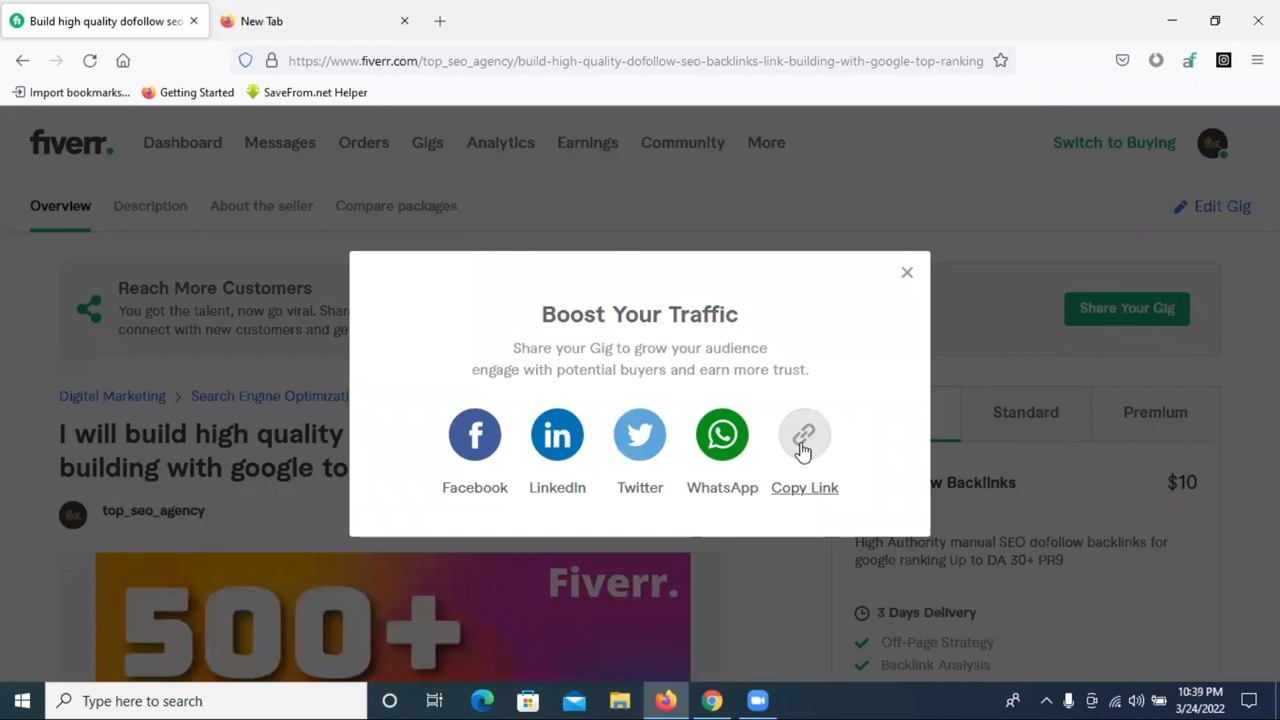 Build high quality dofollow seo
New Tab
https://www.fiverr.com/top_seo_agency/build-high-quality-dofollow-seo-backlinks-link-building-with-google-top-ranking
Import bookmarks...
Getting Started
SaveFrom.net Helper
fiverr.
Dashboard
Messages
Orders
Gigs
Analytics
Earnings
Community
More
Switch to Buying
Overview
Description
About the seller
Compare packages
Edit Gig
Reach More Customers
You got the talent, now go viral. Shar
connect with new customers and ge
Share Your Gig
Boost Your Traffic
Share your Gig to grow your audience
engage with potential buyers and earn more trust.
Facebook
LinkedIn
Twitter
WhatsApp
Copy Link
Digital Marketing > Search Engine Optimizati
I will build high quality
building with google to
top_seo_agency
Standard
Premium
w Backlinks
$10
High Authority manual SEO dofollow backlinks for
google ranking Up to DA 30+ PR9
3 Days Delivery
Off-Page Strategy
Backlink Analysis
Fiverr.
500+
Type here to search
10:39 PM
3/24/2022